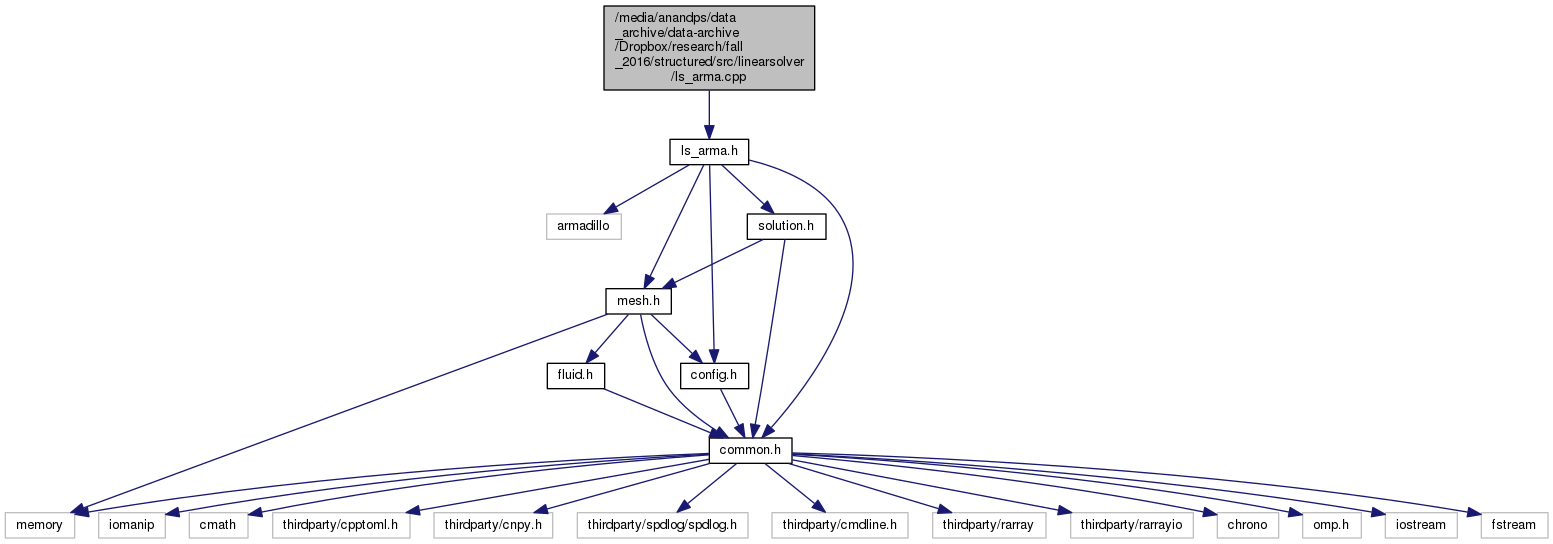 /media/anandps/data
_archive/data-archive
/Dropbox/research/fall
_2016/structured/src/linearsolver
/ls_arma.cpp
ls_arma.h
armadillo
solution.h
mesh.h
fluid.h
config.h
common.h
memory
iomanip
cmath
thirdparty/cpptoml.h
thirdparty/cnpy.h
thirdparty/spdlog/spdlog.h
thirdparty/cmdline.h
thirdparty/rarray
thirdparty/rarrayio
chrono
omp.h
iostream
fstream